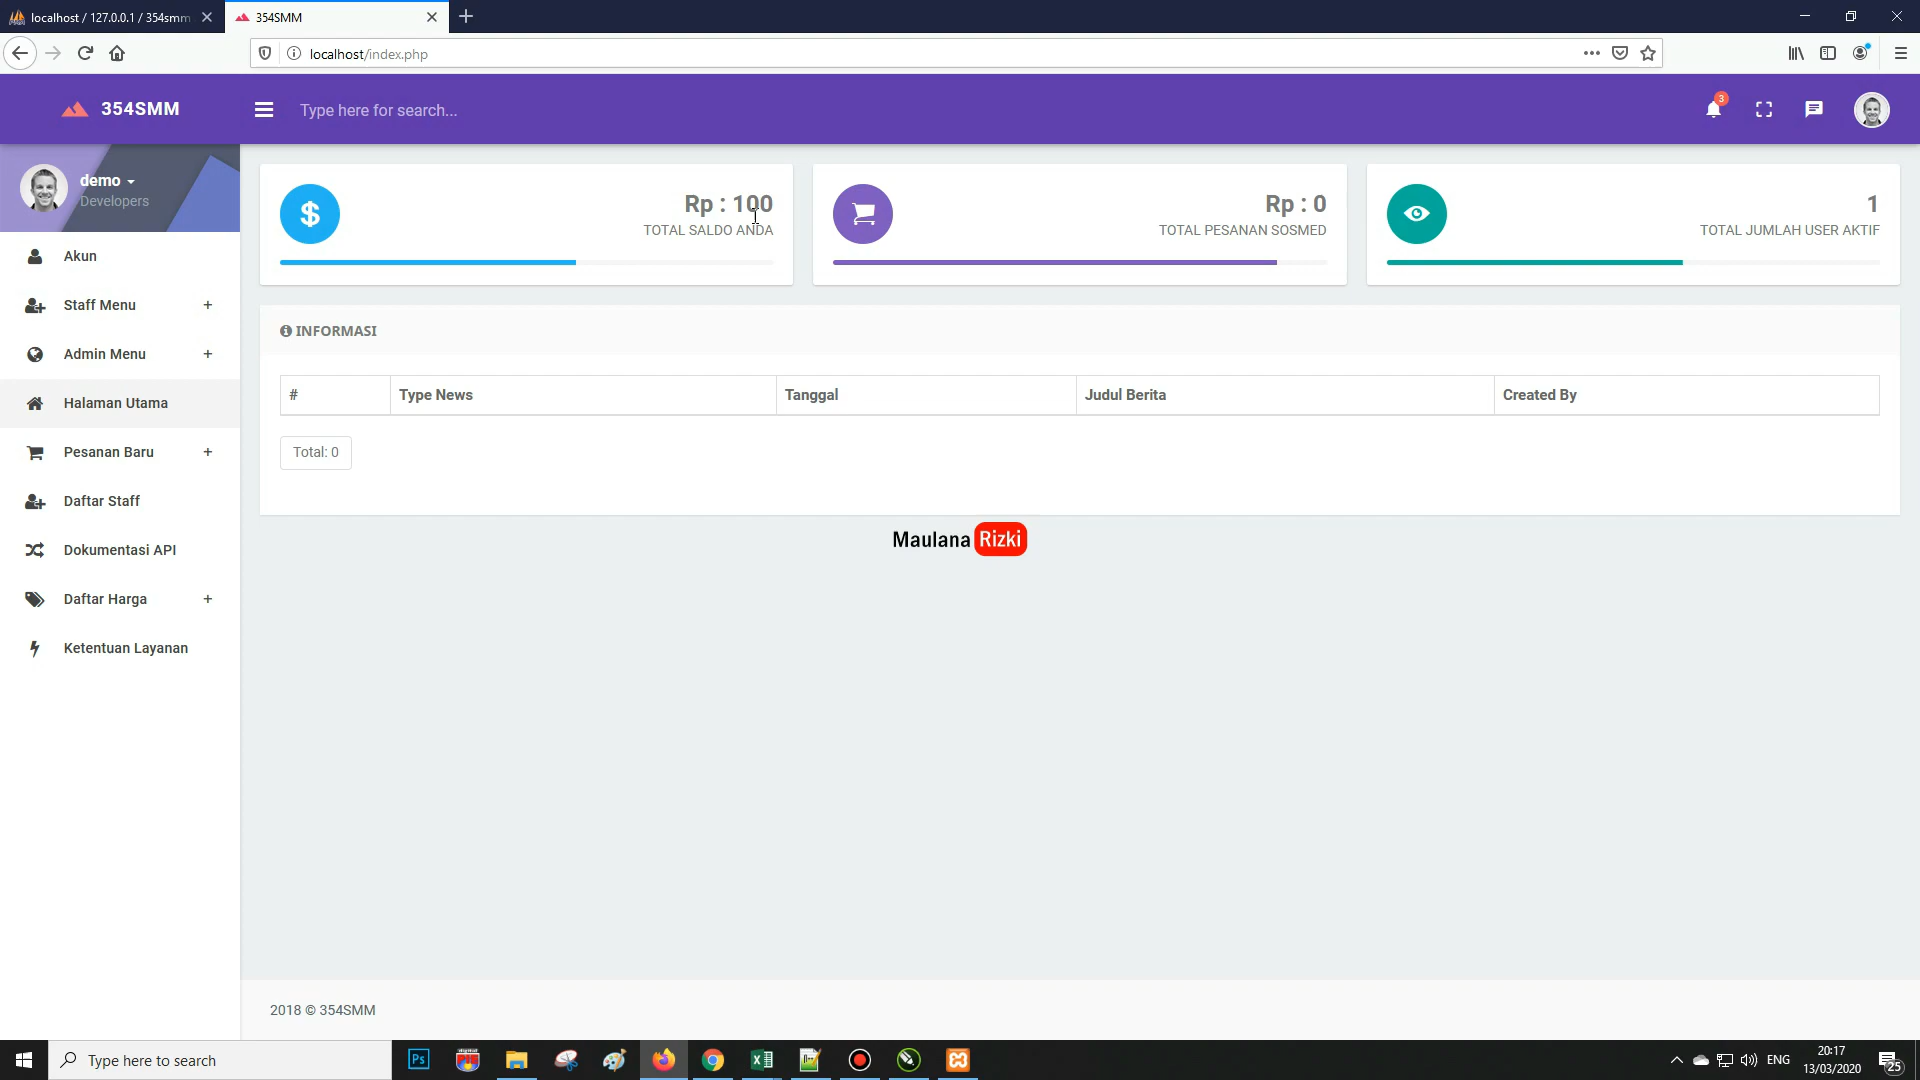 localhost / 127.0.0.1 / 354smm
354SMM
localhost/index.php
354SMM
Type here for search...
3
demo
Developers
Akun
Staff Menu +
Admin Menu +
Halaman Utama
Pesanan Baru +
Daftar Staff
Dokumentasi API
Daftar Harga +
Ketentuan Layanan
$
Rp : 100
TOTAL SALDO ANDA
Rp : 0
TOTAL PESANAN SOSMED
1
TOTAL JUMLAH USER AKTIF
INFORMASI
# Type News Tanggal Judul Berita Created By
Total: 0
Maulana Rizki
2018 © 354SMM
Type here to search
Ps
ENG
20:17
13/03/2020
25